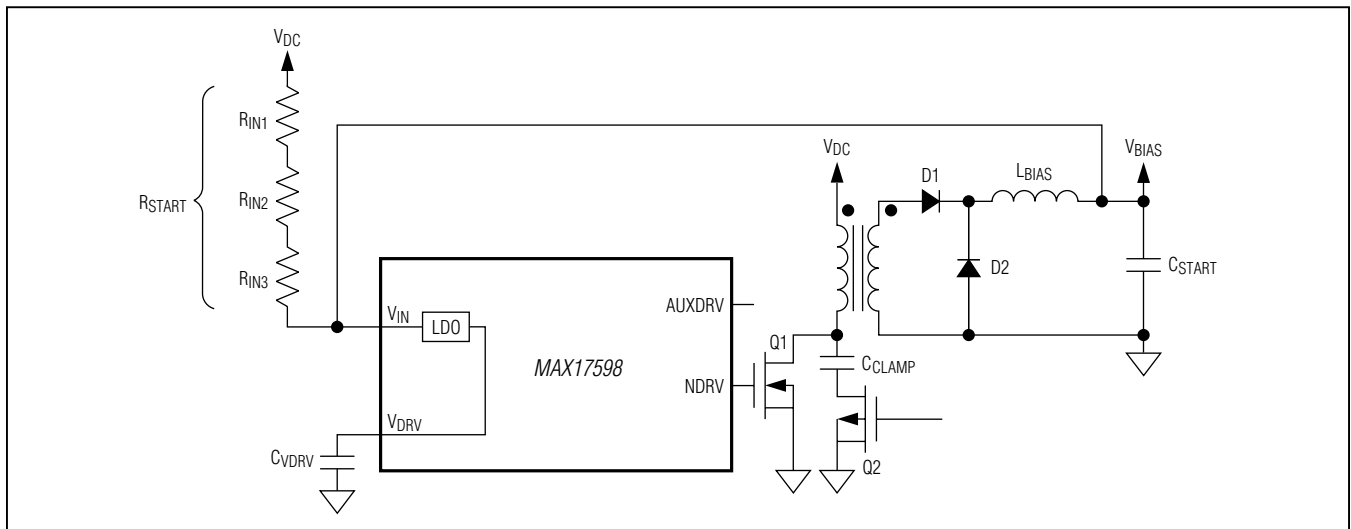 VDC
RIN1
RSTART
RIN2
RIN3
VIN
LDO
VDRV
CVDRV
MAX17598
AUXDRV
NDRV
Q1
VDC
D1
LBIAS
VBIAS
D2
CSTART
CCLAMP
Q2